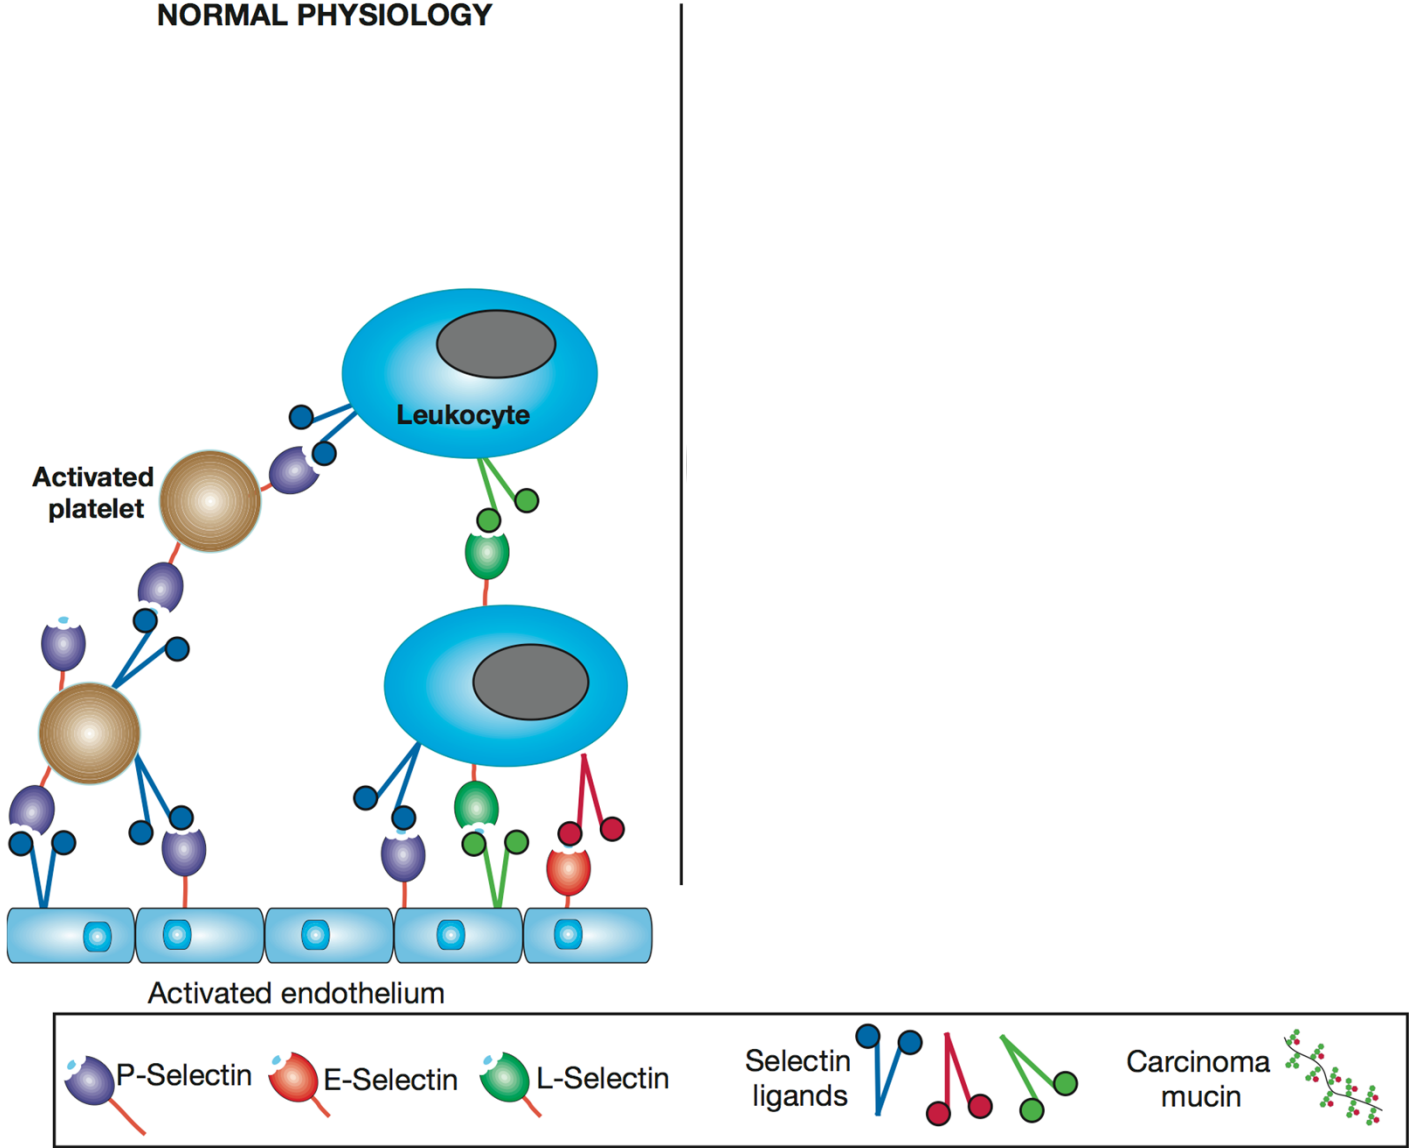 NORMAL PHYSIOLOGY
Leukocyte
Activated
platelet
Activated endothelium
P-Selectin
E-Selectin
L-Selectin
Selectin
ligands
Carcinoma
mucin